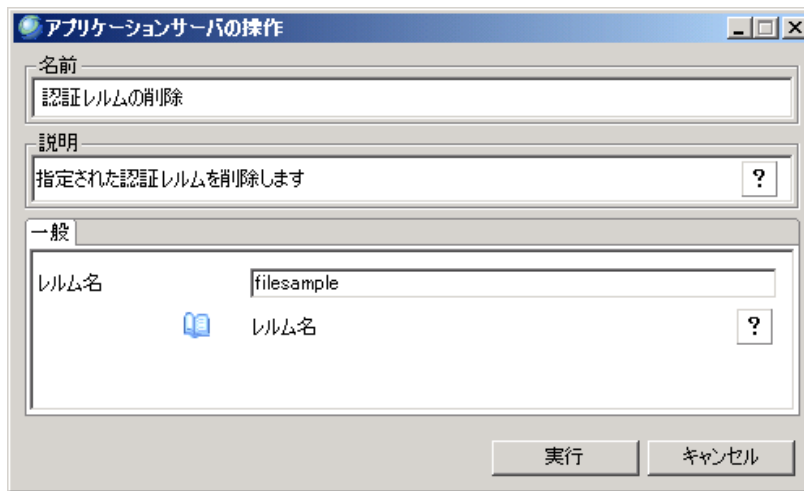 アプリケーションサーバの操作
名前
認証レルムの削除
説明
指定された認証レルムを削除します
?
一般
レルム名 filesample
レルム名 ?
実行 キャンセル